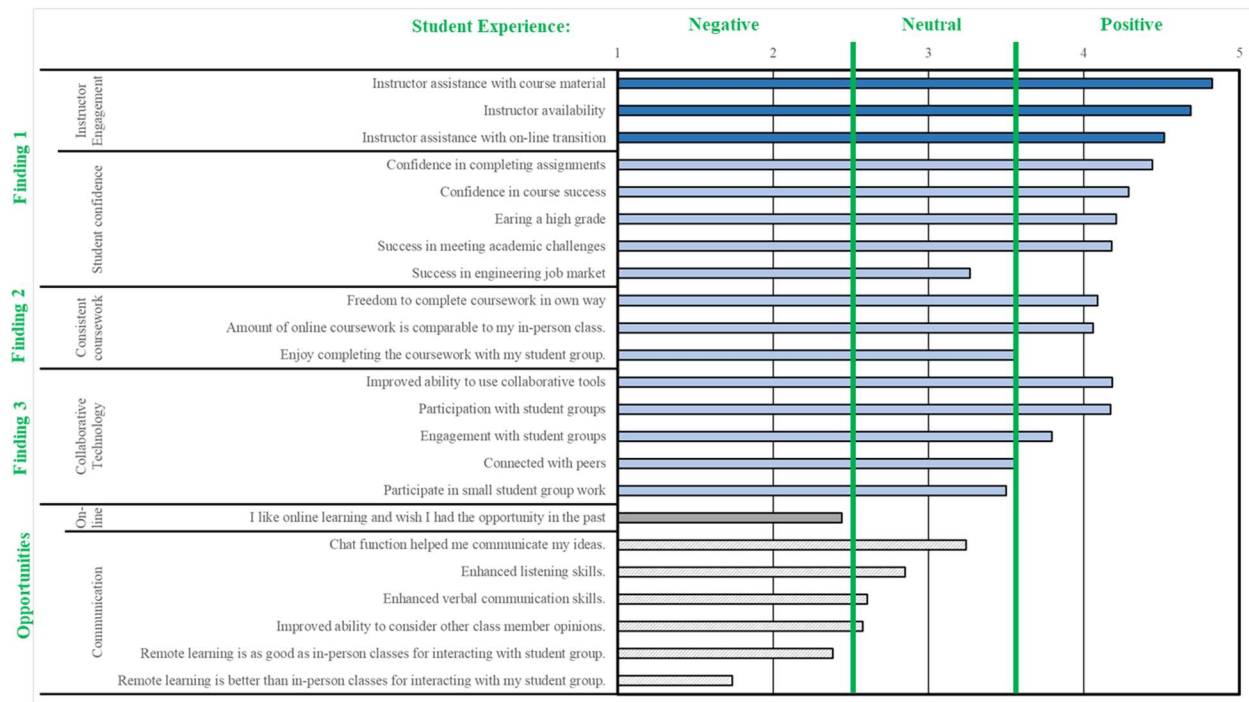 Student Experience: Negative Neutral Positive
1 2 3 4 5
Finding 1
Instructor
Engagement
Instructor assistance with course material
Instructor availability
Instructor assistance with on-line transition
Student confidence
Confidence in completing assignments
Confidence in course success
Earing a high grade
Success in meeting academic challenges
Success in engineering job market
Finding 2
Consistent
coursework
Freedom to complete coursework in own way
Amount of online coursework is comparable to my in-person class.
Enjoy completing the coursework with my student group.
Finding 3
Collaborative
Technology
Improved ability to use collaborative tools
Participation with student groups
Engagement with student groups
Connected with peers
Participate in small student group work
Opportunities
On-
line
I like online learning and wish I had the opportunity in the past
Communication
Chat function helped me communicate my ideas.
Enhanced listening skills.
Enhanced verbal communication skills.
Improved ability to consider other class member opinions.
Remote learning is as good as in-person classes for interacting with student group.
Remote learning is better than in-person classes for interacting with my student group.